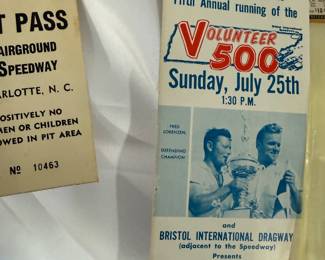 T PASS
AIRGROUND
SPEEDWAY
ARLOTTE, N. C.
OSITIVELY NO
MEN OR CHILDREN
OWED IN PIT AREA
Nº 10463
Fifth Annual running of the
VOLUNTEER
500
Sunday, July 25th
1:30 P.M.
FRED
LORENZEN,
DEFENDING
CHAMPION
and
BRISTOL INTERNATIONAL DRAGWAY
(adjacent to the Speedway)
Presents